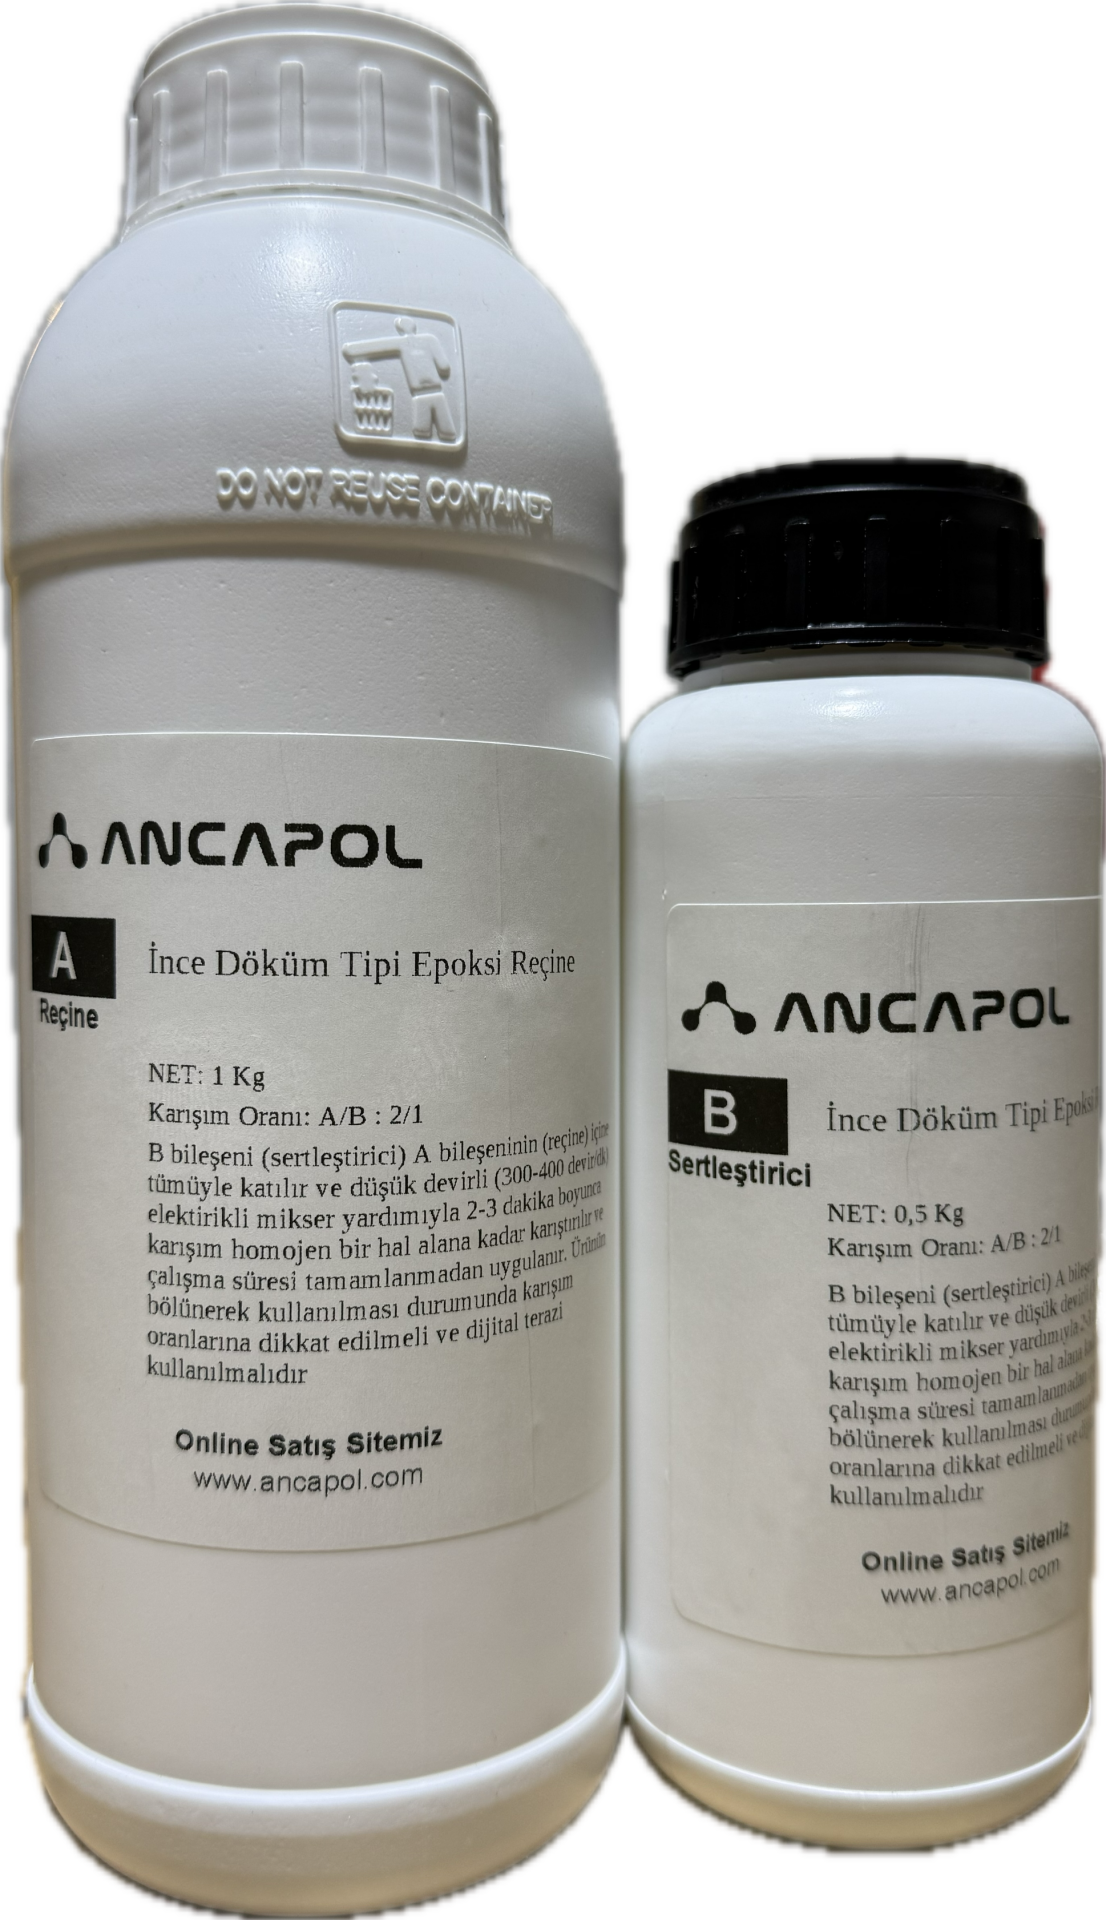 DO NOT REUSE CONTAINER
ANCAPOL
A
Reçine
İnce Döküm Tipi Epoksi Reçine
NET: 1 Kg
Karışım Oranı: A/B : 2/1
B bileşeni (sertleştirici) A bileşeninin (reçine) içine
tümüyle katılır ve düşük devirli (300-400 devir/dk)
elektirikli mikser yardımıyla 2-3 dakika boyunca
karışım homojen bir hal alana kadar karıştırılır ve
çalışma süresi tamamlanmadan uygulanır. Ürünün
bölünerek kullanılması durumunda karışım
oranlarına dikkat edilmeli ve dijital terazi
kullanılmalıdır
Online Satış Sitemiz
www.ancapol.com
ANCAPOL
B
Sertleştirici
İnce Döküm Tipi Epoksi
NET: 0,5 Kg
Karışım Oranı: A/B : 2/1
B bileşeni (sertleştirici) A
tümüyle katılır ve düşük
elektirikli mikser yardımıyla
karışım homojen bir hal alana
çalışma süresi tamamlanmadan
bölünerek kullanılması
oranlarına dikkat edilmeli ve
kullanılmalıdır
Online Satış Sitemiz
www.ancapol.com